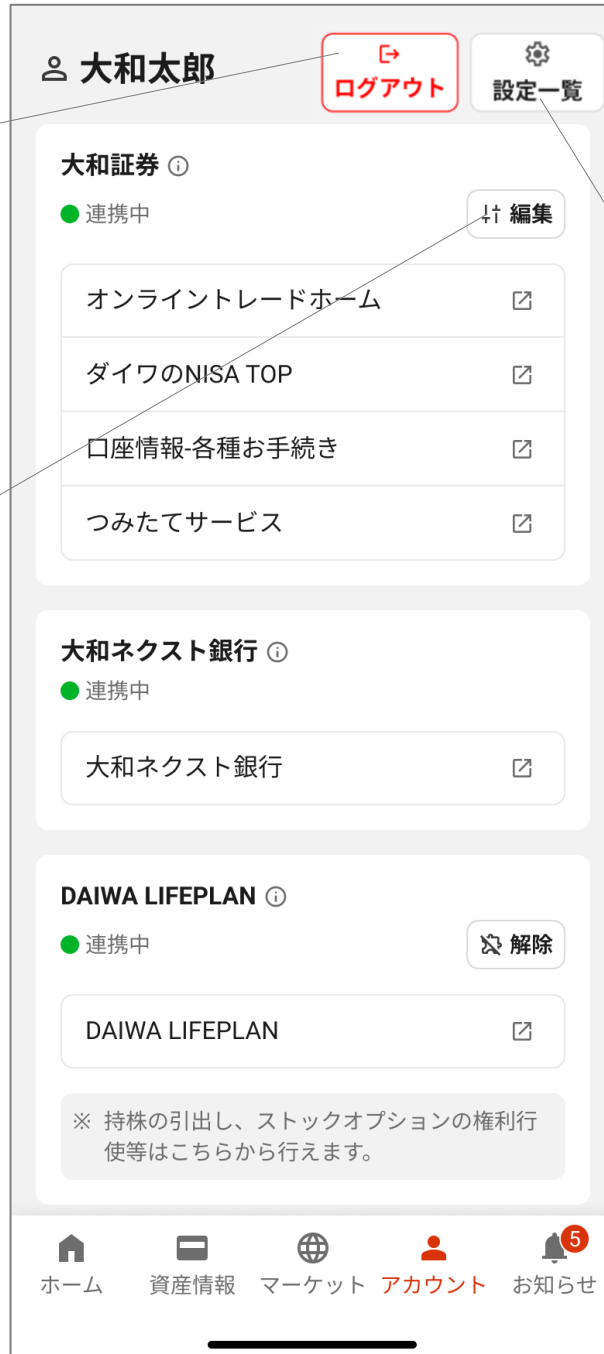 大和太郎
ログアウト
設定一覧
大和証券
連携中
編集
オンライントレードホーム
ダイワのNISA TOP
口座情報-各種お手続き
つみたてサービス
大和ネクスト銀行
連携中
大和ネクスト銀行
DAIWA LIFEPLAN
連携中
解除
DAIWA LIFEPLAN
※ 持株の引出し、ストックオプションの権利行
使等はこちらから行えます。
5
ホーム 資産情報 マーケット アカウント お知らせ